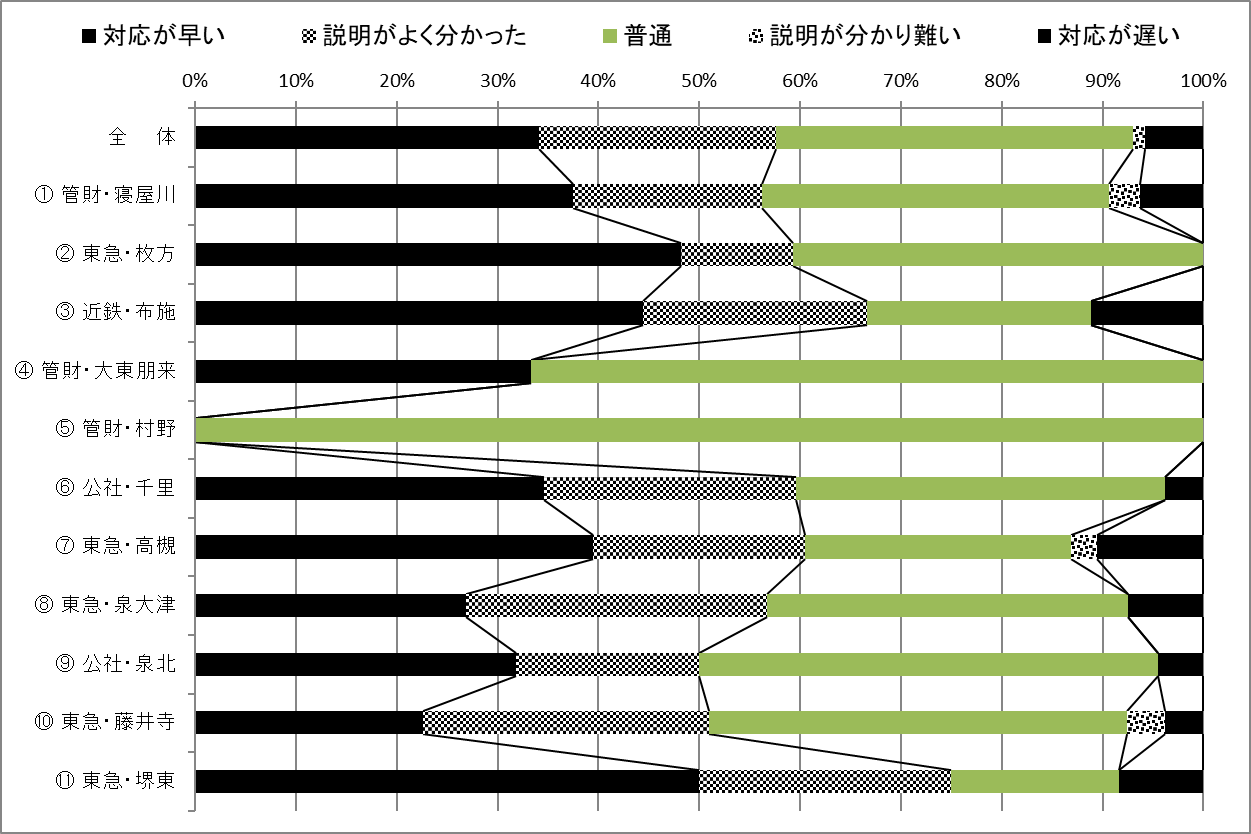 対応が早い 説明がよく分かった 普通 説明が分かり難い 対応が遅い
0% 10% 20% 30% 40% 50% 60% 70% 80% 90% 100%
全 体
① 管財・寝屋川
② 東急・枚方
③ 近鉄・布施
④ 管財・大東朋来
⑤ 管財・村野
⑥ 公社・千里
⑦ 東急・高槻
⑧ 東急・泉大津
⑨ 公社・泉北
⑩ 東急・藤井寺
⑪ 東急・堺東